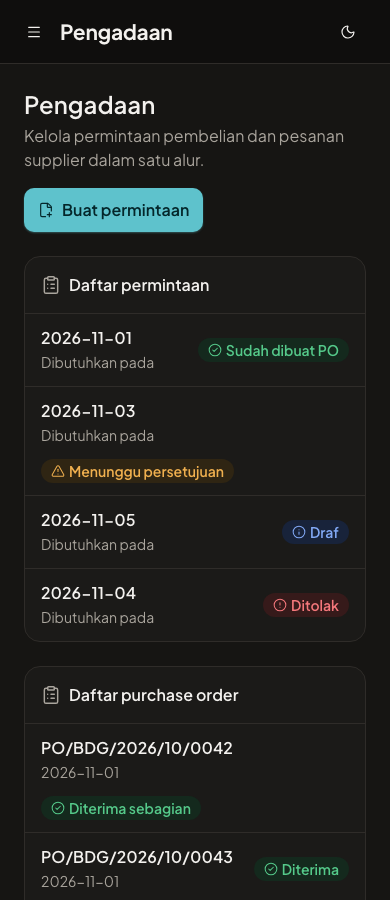 Pengadaan
Pengadaan
Kelola permintaan pembelian dan pesanan
supplier dalam satu alur.
Buat permintaan
Daftar permintaan
2026-11-01
Dibutuhkan pada
Sudah dibuat PO
2026-11-03
Dibutuhkan pada
Menunggu persetujuan
2026-11-05
Dibutuhkan pada
Draf
2026-11-04
Dibutuhkan pada
Ditolak
Daftar purchase order
PO/BDG/2026/10/0042
2026-11-01
Diterima sebagian
PO/BDG/2026/10/0043
2026-11-01
Diterima